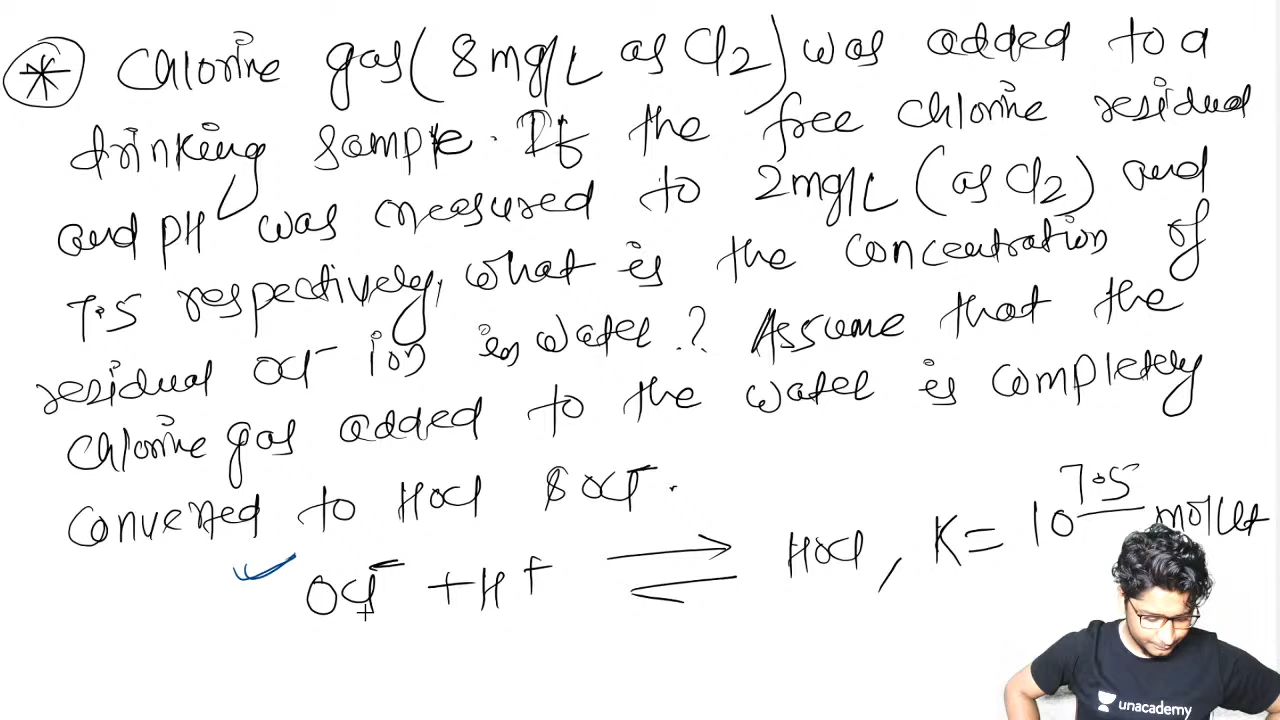 * Chlorine gas (8 mg/L as Cl2) was added to a
drinking sample. If the free chlorine residual
and pH was measured to 2mg/L (as Cl2) and
7.5 respectively, what is the concentration of
residual OCl⁻ ion in water? Assume that the
chlorine gas added to the water is completely
converted to HOCl & OCl⁻.
OCl⁻ + H⁺ ⇌ HOCl, K = 10^7.5 mol/Lit
unacademy